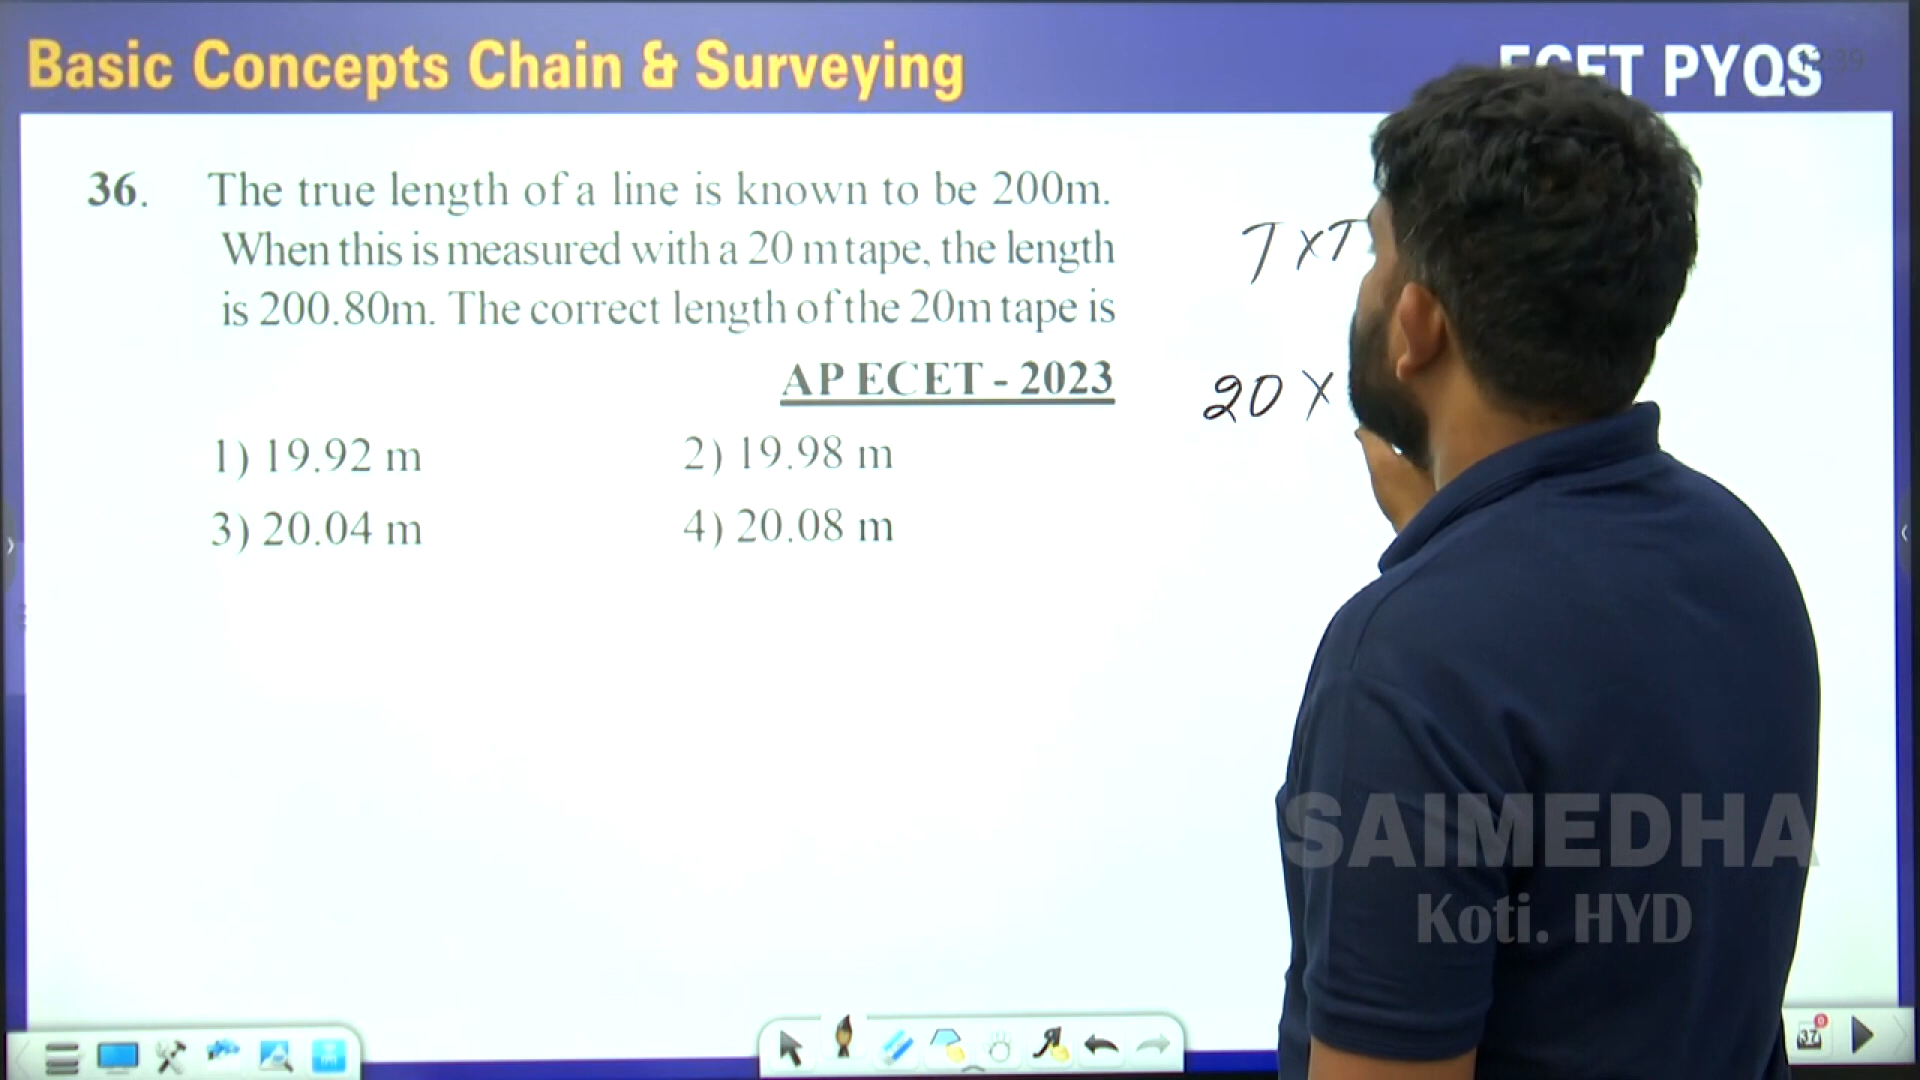 Basic Concepts Chain & Surveying
ECET PYQS
36. The true length of a line is known to be 200m.
When this is measured with a 20 m tape, the length
is 200.80m. The correct length of the 20m tape is
AP ECET - 2023
1) 19.92 m 2) 19.98 m
3) 20.04 m 4) 20.08 m
T x T
20 x
SAIMEDHA
Koti. HYD
37